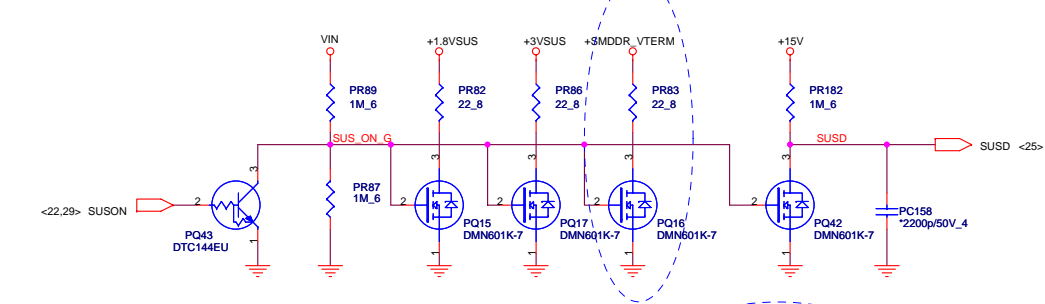 VIN
+1.8VSUS
+3VSUS
+SMDDR_VTERM
+15V
PR89
1M_6
PR82
22_8
PR86
22_8
PR83
22_8
PR182
1M_6
SUS_ON_G
SUSD
SUSD <25>
3
3
3
3
3
PR87
1M_6
<22,29> SUSON
2
2
2
2
2
PQ43
DTC144EU
PQ15
DMN601K-7
PQ17
DMN601K-7
PQ16
DMN601K-7
PQ42
DMN601K-7
PC158
*2200p/50V_4
1
1
1
1
1